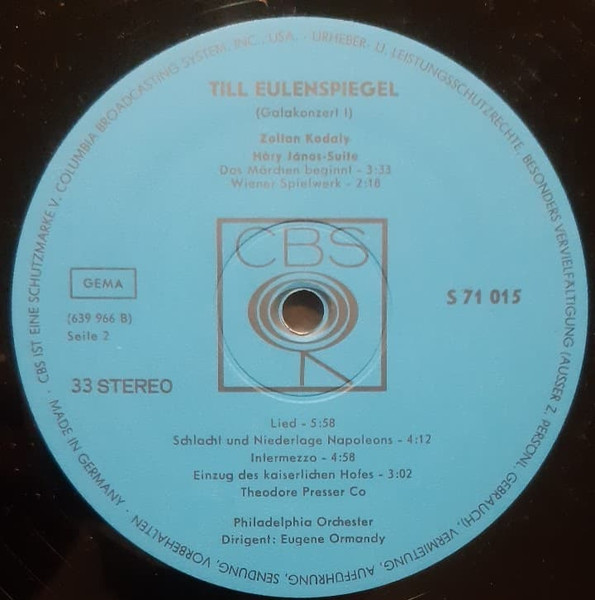 CBS IST EINE SCHUTZMARKE V. COLUMBIA BROADCASTING SYSTEM, INC., USA. · URHEBER- U. LEISTUNGSSCHUTZRECHTE, BESONDERS VERVIELFÄLTIGUNG (AUSSER Z. PERSÖNL. GEBRAUCH), VERMIETUNG, AUFFÜHRUNG, SENDUNG, VORBEHALTEN · MADE IN GERMANY ·
TILL EULENSPIEGEL
(Galakonzert I)
Zoltan Kodaly
Háry János-Suite
Das Märchen beginnt - 3:33
Wiener Spielwerk - 2:18
CBS
GEMA
(639 966 B)
Seite 2
33 STEREO
S 71 015
Lied - 5:58
Schlacht und Niederlage Napoleons - 4:12
Intermezzo - 4:58
Einzug des kaiserlichen Hofes - 3:02
Theodore Presser Co
Philadelphia Orchester
Dirigent: Eugene Ormandy